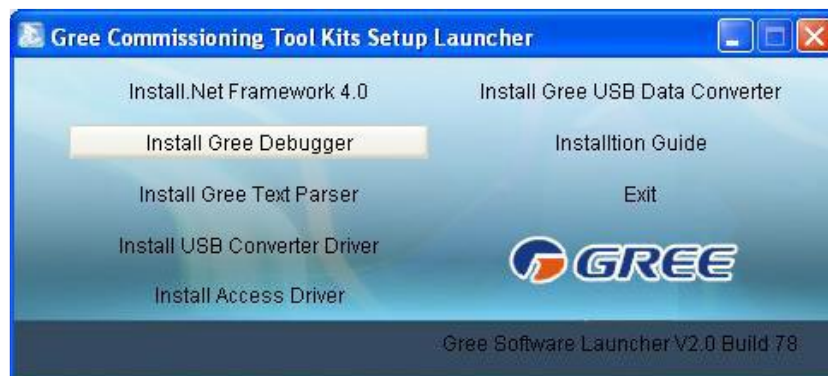 Gree Commissioning Tool Kits Setup Launcher
Install.Net Framework 4.0
Install Gree USB Data Converter
Install Gree Debugger
Installtion Guide
Install Gree Text Parser
Exit
Install USB Converter Driver
GREE
Install Access Driver
Gree Software Launcher V2.0 Build 78